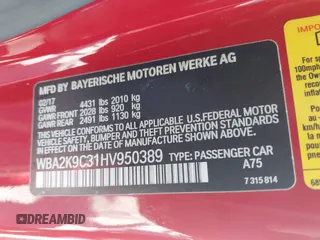 MFD BY BAYERISCHE MOTOREN WERKE AG
02/17
GVWR 4431 lbs 2010 kg
GAWR FRONT 2028 lbs 920 kg
GAWR REAR 2491 lbs 1130 kg
THIS VEHICLE CONFORMS TO ALL APPLICABLE U.S. FEDERAL MOTOR
VEHICLE SAFETY, BUMPER, AND THEFT PREVENTION STANDARDS
IN EFFECT ON THE DATE OF MANUFACTURE SHOWN ABOVE.
WBA2K9C31HV950389 TYPE: PASSENGER CAR
A75
7 315 814
IMPO
100mph